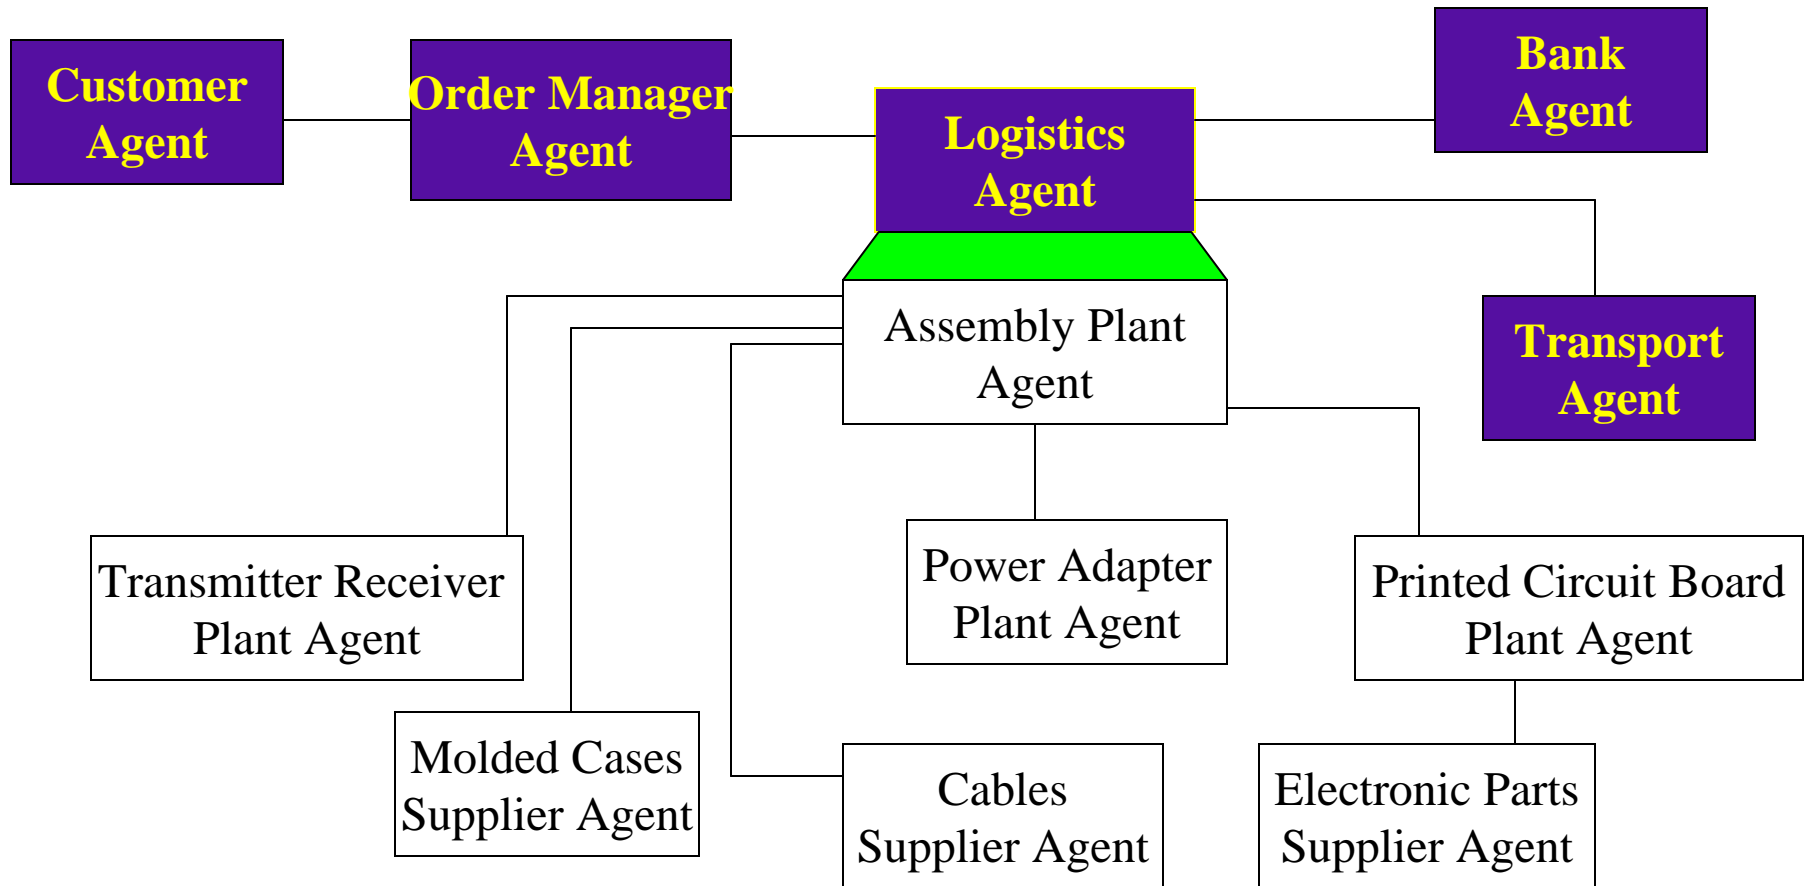 Customer
Agent
Order Manager
Agent
Logistics
Agent
Bank
Agent
Assembly Plant
Agent
Transport
Agent
Transmitter Receiver
Plant Agent
Power Adapter
Plant Agent
Printed Circuit Board
Plant Agent
Molded Cases
Supplier Agent
Cables
Supplier Agent
Electronic Parts
Supplier Agent